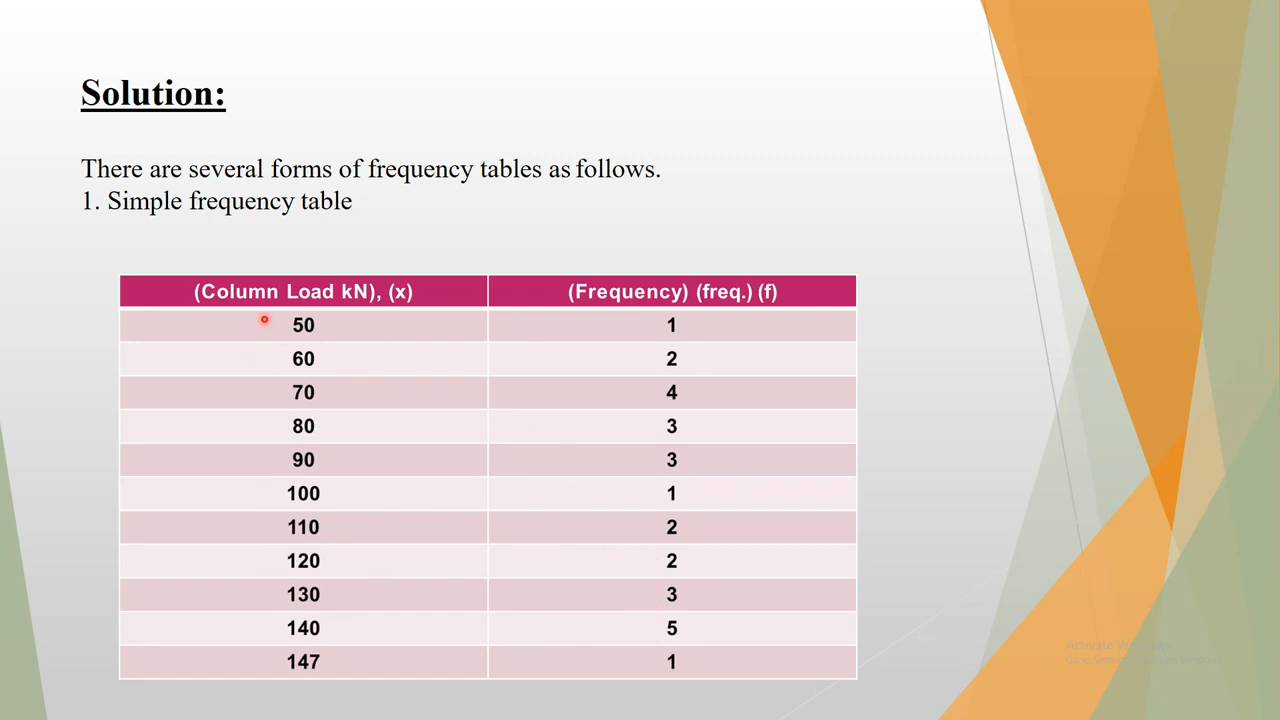 Solution:
There are several forms of frequency tables as follows.
1. Simple frequency table
(Column Load kN), (x) (Frequency) (freq.) (f)
50 1
60 2
70 4
80 3
90 3
100 1
110 2
120 2
130 3
140 5
147 1
Activate Windows